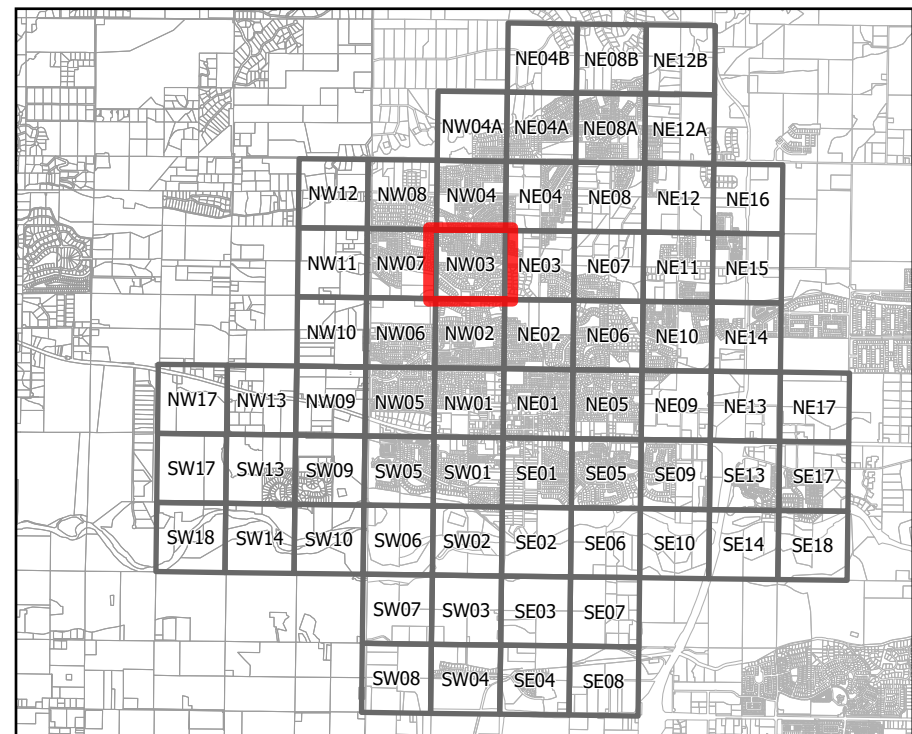 NE04B NE08B NE12B
NW04A NE04A NE08A NE12A
NW12 NW08 NW04 NE04 NE08 NE12 NE16
NW11 NW07 NW03 NE03 NE07 NE11 NE15
NW10 NW06 NW02 NE02 NE06 NE10 NE14
NW17 NW13 NW09 NW05 NW01 NE01 NE05 NE09 NE13 NE17
SW17 SW13 SW09 SW05 SW01 SE01 SE05 SE09 SE13 SE17
SW18 SW14 SW10 SW06 SW02 SE02 SE06 SE10 SE14 SE18
SW07 SW03 SE03 SE07
SW08 SW04 SE04 SE08